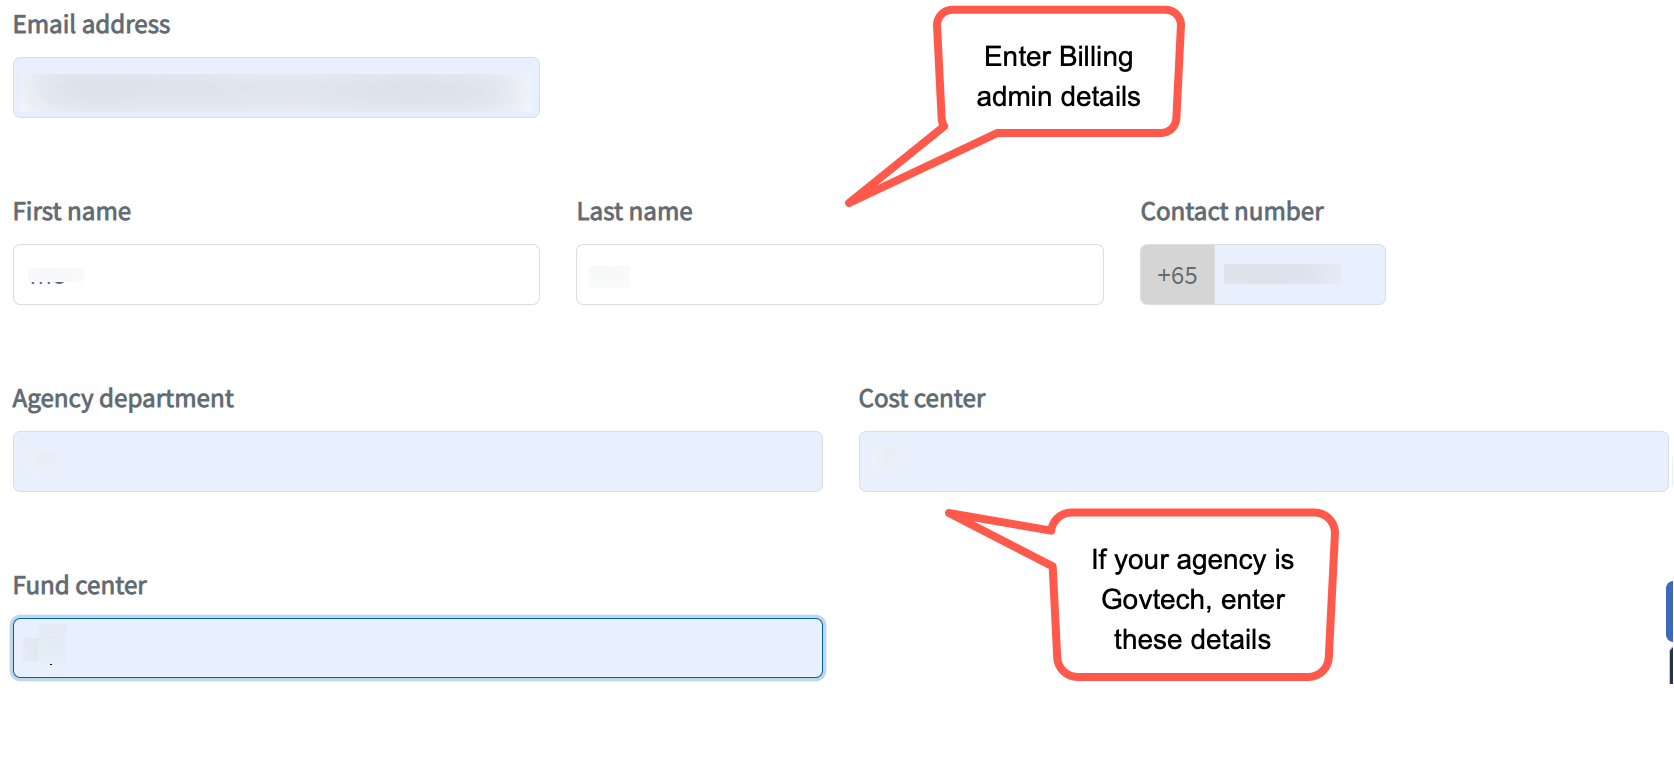 Email address
Enter Billing
admin details
First name
Last name
Contact number
+65
Agency department
Cost center
If your agency is
Govtech, enter
these details
Fund center